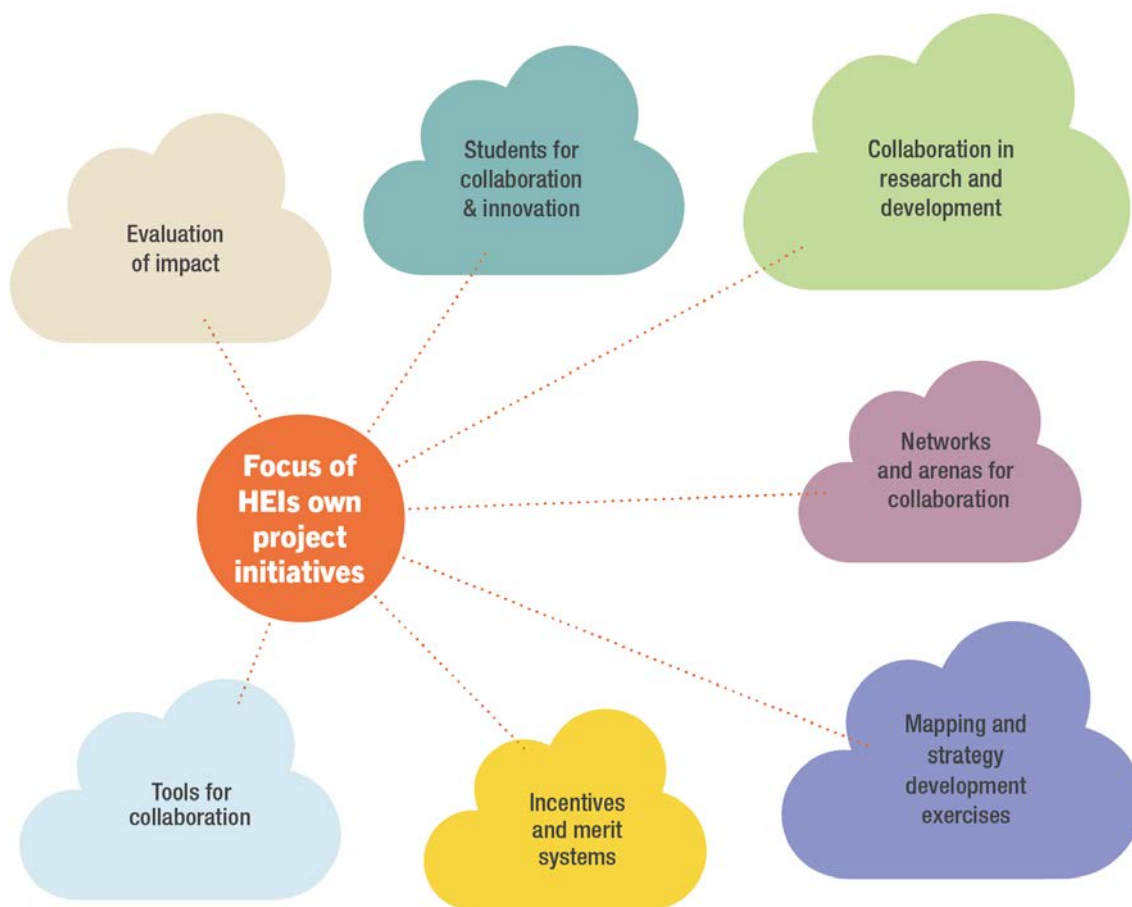 Students for
collaboration
& innovation
Collaboration in
research and
development
Evaluation
of impact
Networks
and arenas for
collaboration
Focus of
HEIs own
project
initiatives
Mapping and
strategy
development
exercises
Tools for
collaboration
Incentives
and merit
systems